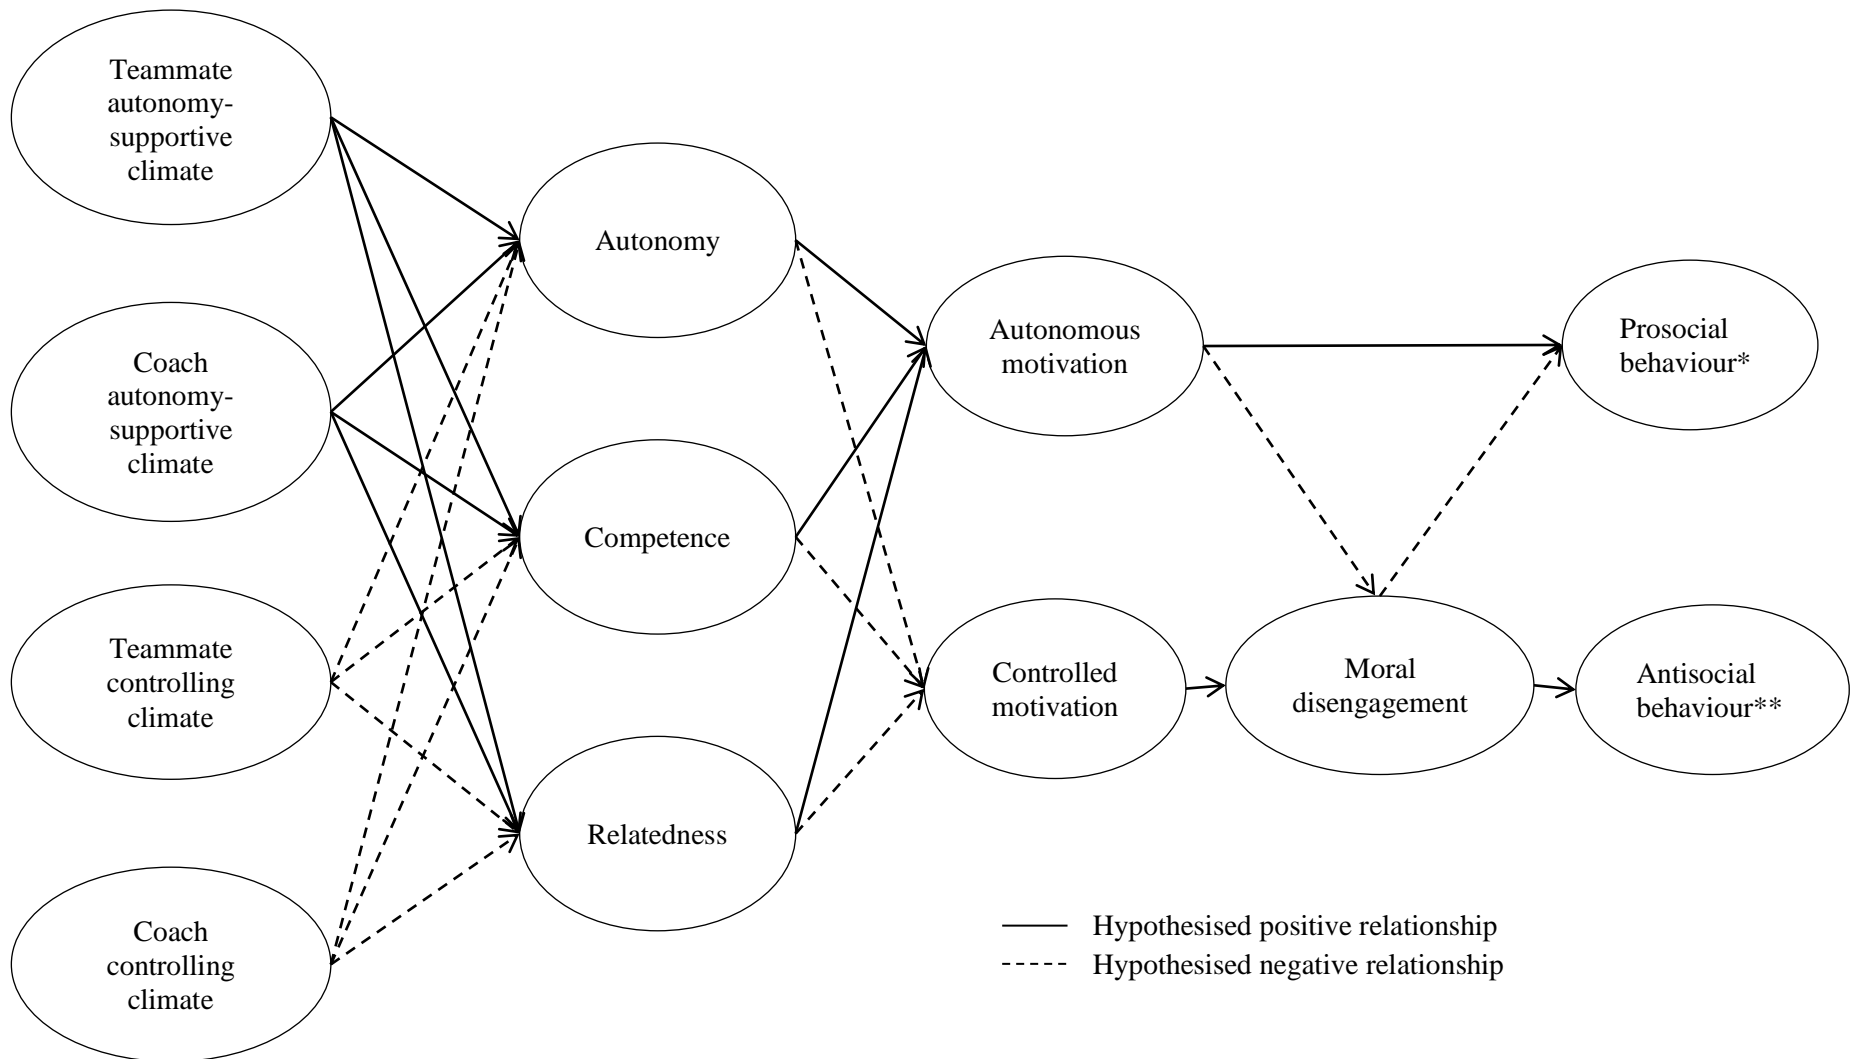 Teammate
autonomy-
supportive
climate
Coach
autonomy-
supportive
climate
Teammate
controlling
climate
Coach
controlling
climate
Autonomy
Competence
Relatedness
Autonomous
motivation
Controlled
motivation
Moral
disengagement
Prosocial
behaviour*
Antisocial
behaviour**
Hypothesised positive relationship
Hypothesised negative relationship